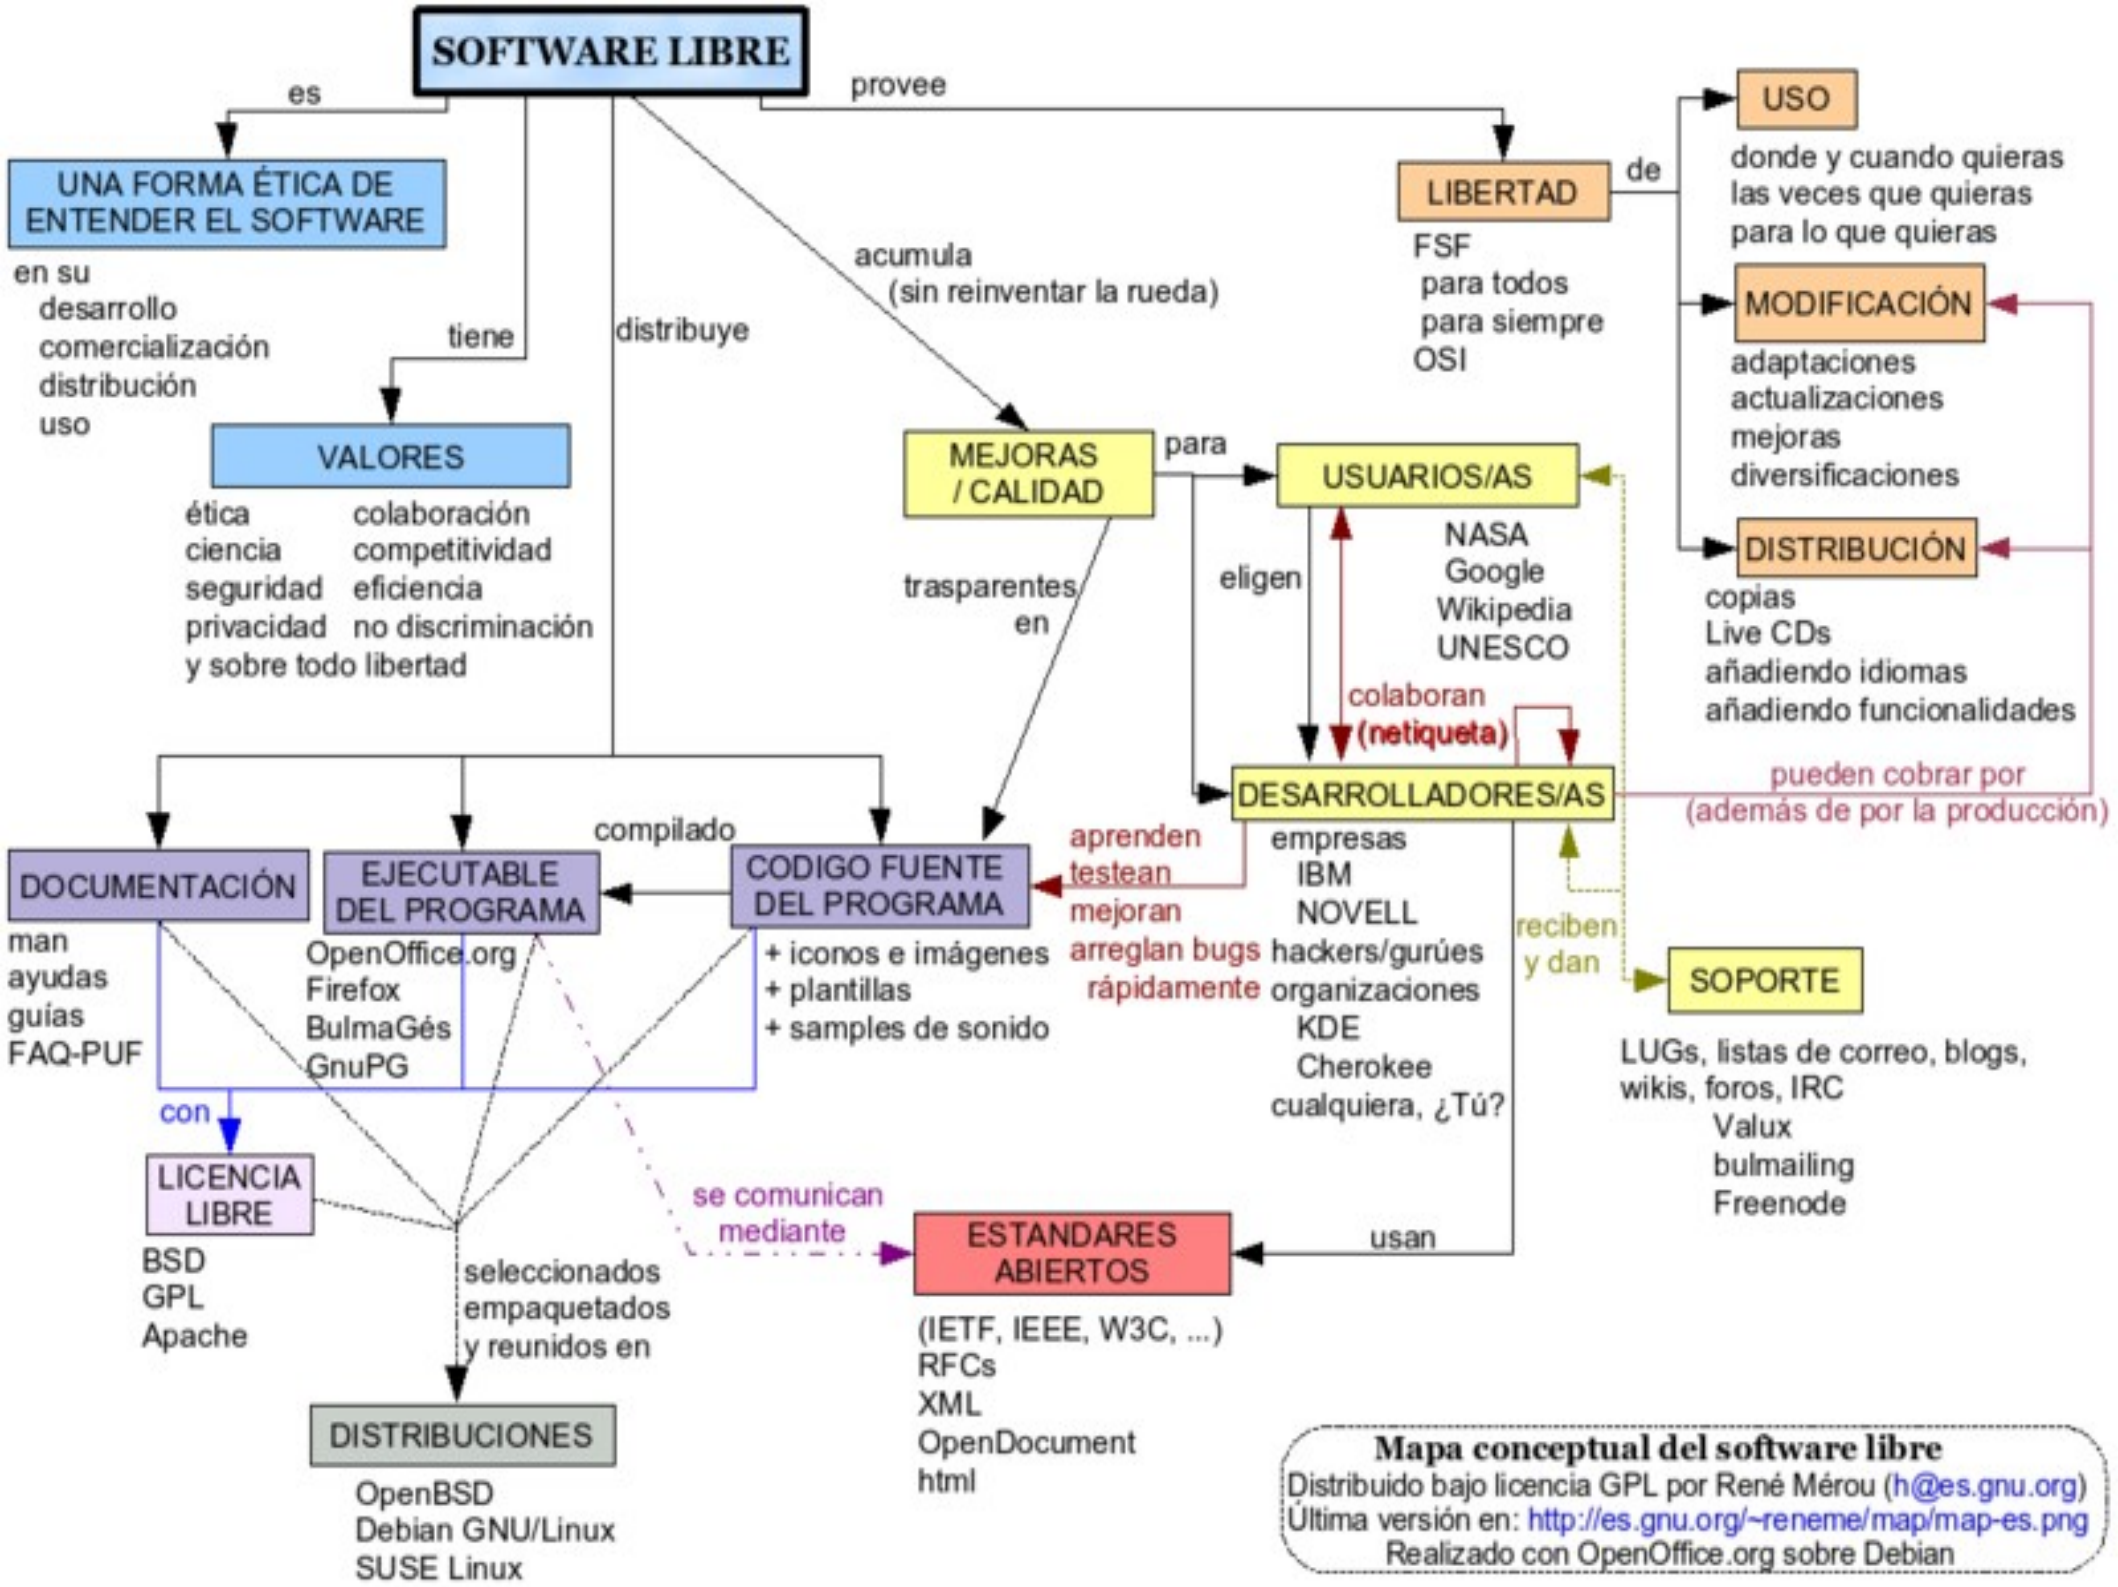 SOFTWARE LIBRE
es
provee
UNA FORMA ÉTICA DE
ENTENDER EL SOFTWARE
en su
desarrollo
comercialización
distribución
uso
tiene
distribuye
acumula
(sin reinventar la rueda)
LIBERTAD
FSF
para todos
para siempre
OSI
de
USO
donde y cuando quieras
las veces que quieras
para lo que quieras
MODIFICACIÓN
adaptaciones
actualizaciones
mejoras
diversificaciones
DISTRIBUCIÓN
copias
Live CDs
añadiendo idiomas
añadiendo funcionalidades
VALORES
ética colaboración
ciencia competitividad
seguridad eficiencia
privacidad no discriminación
y sobre todo libertad
MEJORAS
/ CALIDAD
para
trasparentes
en
USUARIOS/AS
NASA
Google
Wikipedia
UNESCO
eligen
colaboran
(netiqueta)
DESARROLLADORES/AS
empresas
IBM
NOVELL
hackers/gurúes
organizaciones
KDE
Cherokee
cualquiera, ¿Tú?
pueden cobrar por
(además de por la producción)
aprenden
testean
mejoran
arreglan bugs
rápidamente
reciben
y dan
SOPORTE
LUGs, listas de correo, blogs,
wikis, foros, IRC
Valux
bulmailing
Freenode
DOCUMENTACIÓN
man
ayudas
guías
FAQ-PUF
EJECUTABLE
DEL PROGRAMA
OpenOffice.org
Firefox
BulmaGés
GnuPG
compilado
CODIGO FUENTE
DEL PROGRAMA
+ iconos e imágenes
+ plantillas
+ samples de sonido
con
LICENCIA
LIBRE
BSD
GPL
Apache
se comunican
mediante
usan
ESTANDARES
ABIERTOS
(IETF, IEEE, W3C, ...)
RFCs
XML
OpenDocument
html
seleccionados
empaquetados
y reunidos en
DISTRIBUCIONES
OpenBSD
Debian GNU/Linux
SUSE Linux
Mapa conceptual del software libre
Distribuido bajo licencia GPL por René Mérou (h@es.gnu.org)
Última versión en: http://es.gnu.org/~reneme/map/map-es.png
Realizado con OpenOffice.org sobre Debian